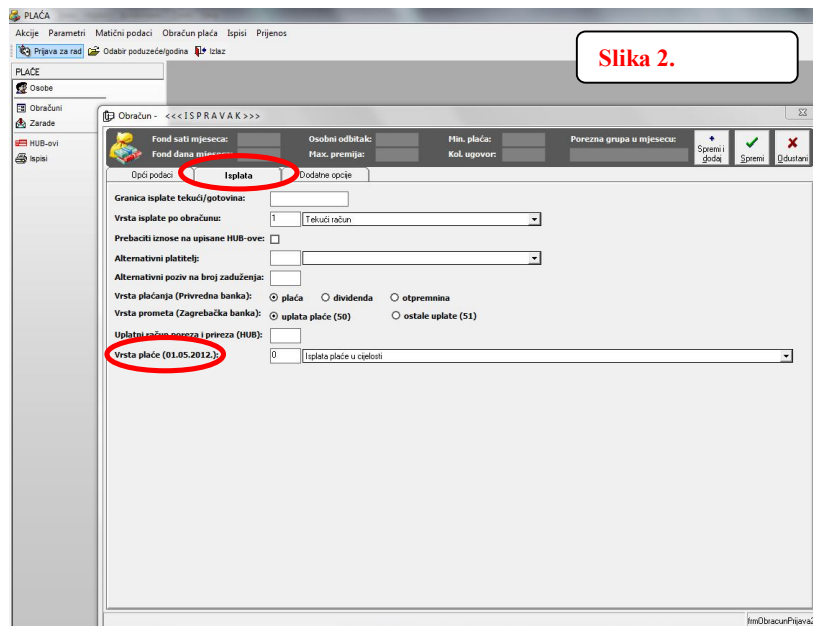 PLAĆA
Akcije Parametri Matični podaci Obračun plaća Ispisi Prijenos
Prijava za rad Odabir poduzeće/godina Izlaz
Slika 2.
PLAĆE
Osobe
Obračuni
Zarade
HUB-ovi
Ispisi
Obračun - <<<ISPRAVAK>>>
Fond sati mjeseca: Osobni odbitak: Min. plaća: Porezna grupa u mjesecu:
Fond dana mjeseca: Max. premija: Kol. ugovor:
Spremi i dodaj Spremi Odustani
Opći podaci Isplata Dodatne opcije
Granica isplate tekući/gotovina:
Vrsta isplate po obračunu: 1 Tekući račun
Prebaciti iznose na upisane HUB-ove:
Alternativni platitelj:
Alternativni poziv na broj zaduženja:
Vrsta plaćanja (Privredna banka): plaća dividenda otpremnina
Vrsta prometa (Zagrebačka banka): uplata plaće (50) ostale uplate (51)
Uplatni račun poreza i prireza (HUB):
Vrsta plaće (01.05.2012.): 0 Isplata plaće u cijelosti
frmObracunPrijava2